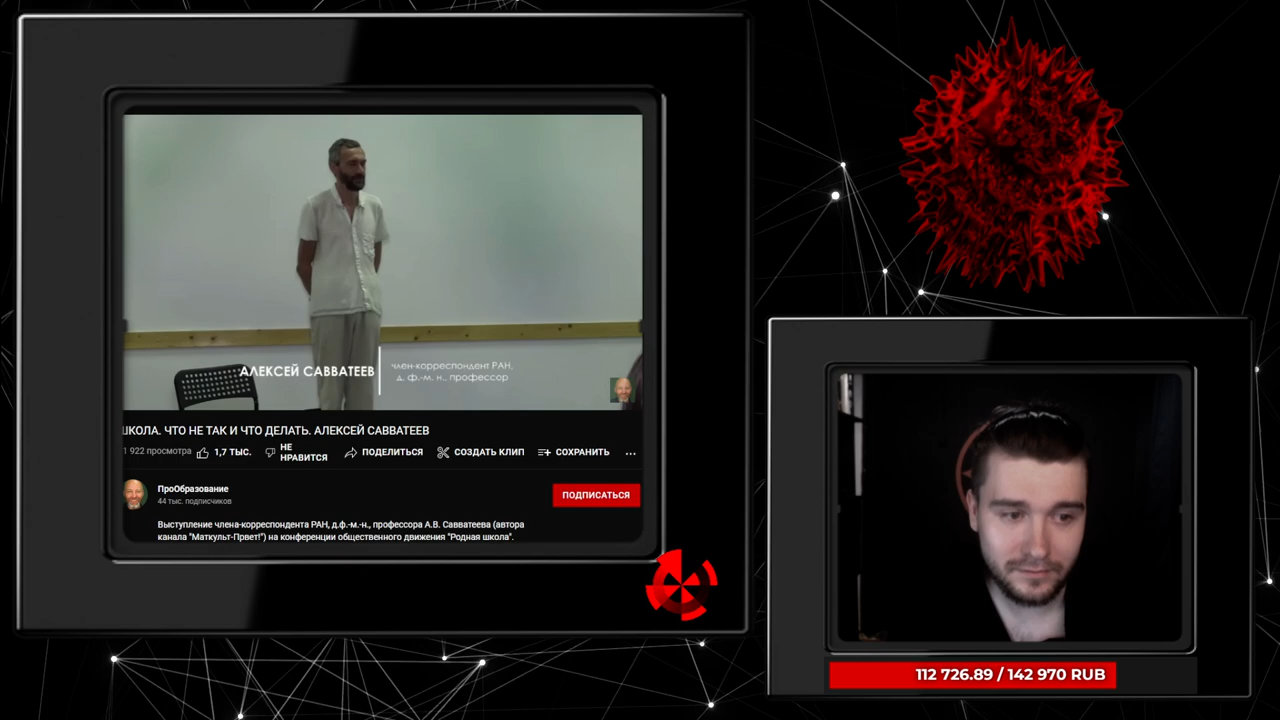 АЛЕКСЕЙ САВВАТЕЕВ
член-корреспондент РАН,
д. ф.-м. н., профессор
ШКОЛА. ЧТО НЕ ТАК И ЧТО ДЕЛАТЬ. АЛЕКСЕЙ САВВАТЕЕВ
1 922 просмотра
1,7 ТЫС.
НЕ
НРАВИТСЯ
ПОДЕЛИТЬСЯ
СОЗДАТЬ КЛИП
СОХРАНИТЬ
ПроОбразование
44 тыс. подписчиков
ПОДПИСАТЬСЯ
Выступление члена-корреспондента РАН, д.ф.-м.-н., профессора А.В. Савватеева (автора
канала "Маткульт-Првет!") на конференции общественного движения "Родная школа".
112 726.89 / 142 970 RUB